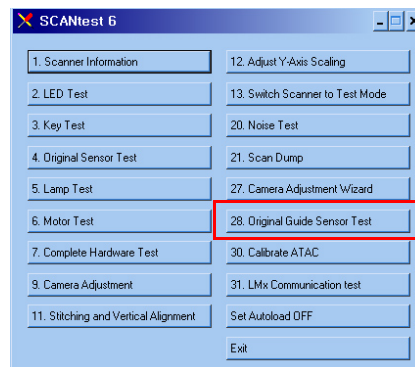 SCANtest 6
1. Scanner Information
2. LED Test
3. Key Test
4. Original Sensor Test
5. Lamp Test
6. Motor Test
7. Complete Hardware Test
9. Camera Adjustment
11. Stitching and Vertical Alignment
12. Adjust Y-Axis Scaling
13. Switch Scanner to Test Mode
20. Noise Test
21. Scan Dump
27. Camera Adjustment Wizard
28. Original Guide Sensor Test
30. Calibrate ATAC
31. LMx Communication test
Set Autoload OFF
Exit